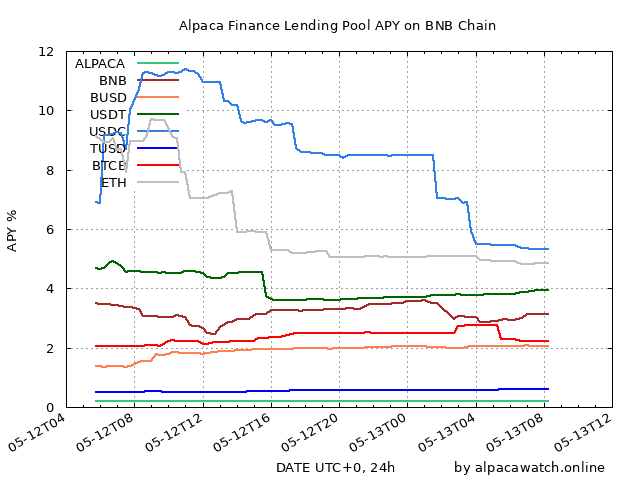 Alpaca Finance Lending Pool APY on BNB Chain
12
10
8
6
4
2
0
APY %
ALPACA
BNB
BUSD
USDT
USDC
TUSD
BTCB
ETH
05-12T04
05-12T08
05-12T12
05-12T16
05-12T20
05-13T00
05-13T04
05-13T08
05-13T12
DATE UTC+0, 24h
by alpacawatch.online